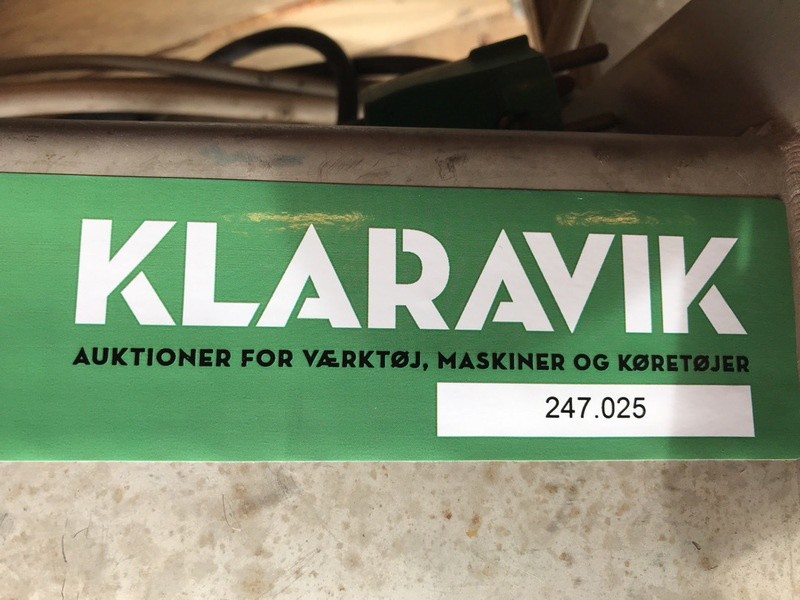 KLARAVIK
AUKTIONER FOR VÆRKTØJ, MASKINER OG KØRETØJER
247.025